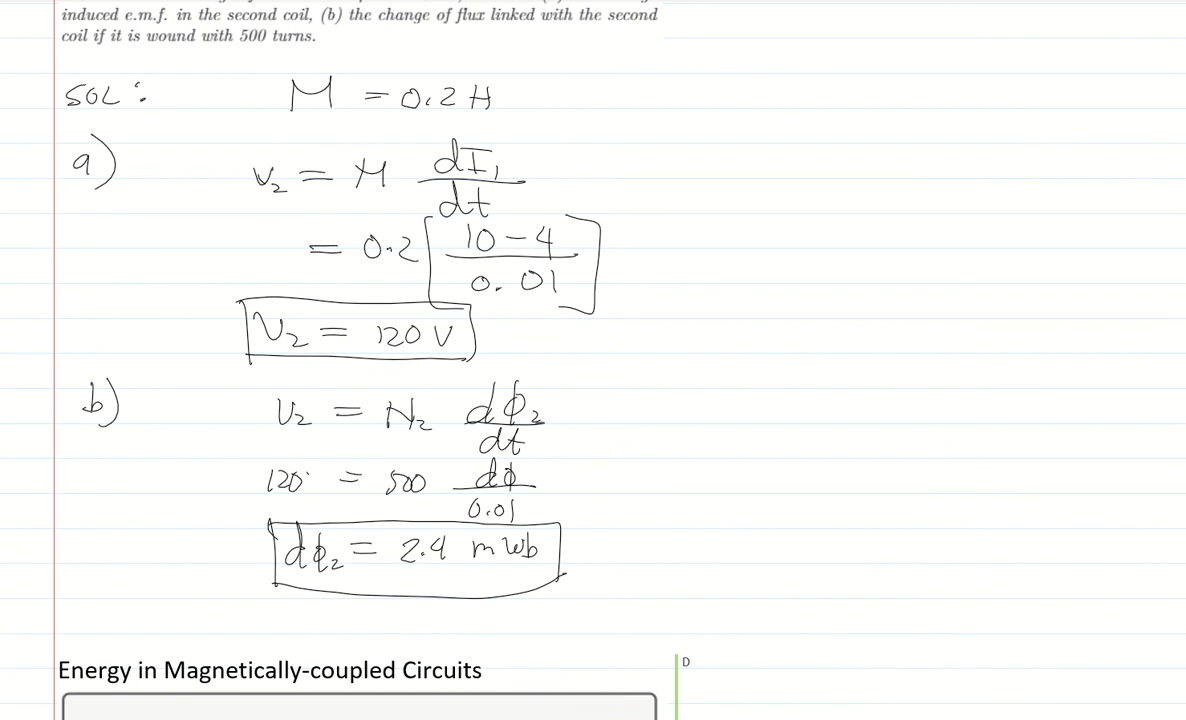 induced e.m.f. in the second coil, (b) the change of flux linked with the second
coil if it is wound with 500 turns.
SOL : M = 0.2 H
a) V₂ = M dI₁/dt
= 0.2 [10 - 4 / 0.01]
V₂ = 120 V
b) V₂ = N₂ dϕ₂/dt
120 = 500 dϕ/0.01
dϕ₂ = 2.4 mwb
Energy in Magnetically-coupled Circuits
D